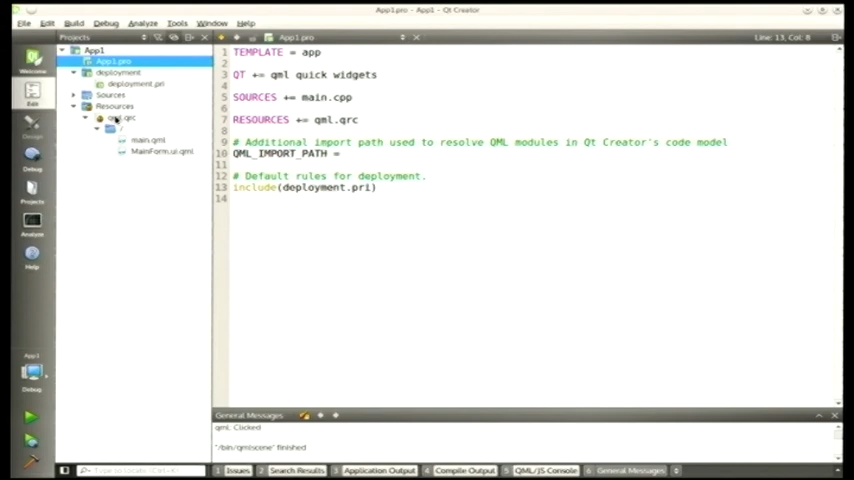 App1.pro - App1 - Qt Creator
File Edit Build Debug Analyze Tools Window Help
Projects
App1.pro
Line: 13, Col: 8
Welcome
Edit
Design
Debug
Projects
Analyze
Help
App1
Debug
App1
App1.pro
deployment
deployment.pri
Sources
Resources
qml.qrc
/
main.qml
MainForm.ui.qml
1 TEMPLATE = app
2
3 QT += qml quick widgets
4
5 SOURCES += main.cpp
6
7 RESOURCES += qml.qrc
8
9 # Additional import path used to resolve QML modules in Qt Creator's code model
10 QML_IMPORT_PATH =
11
12 # Default rules for deployment.
13 include(deployment.pri)
14
General Messages
qml: Clicked
"/bin/qmlscene" finished
Type to locate (Ctrl+K)
1 Issues
2 Search Results
3 Application Output
4 Compile Output
5 QML/JS Console
6 General Messages